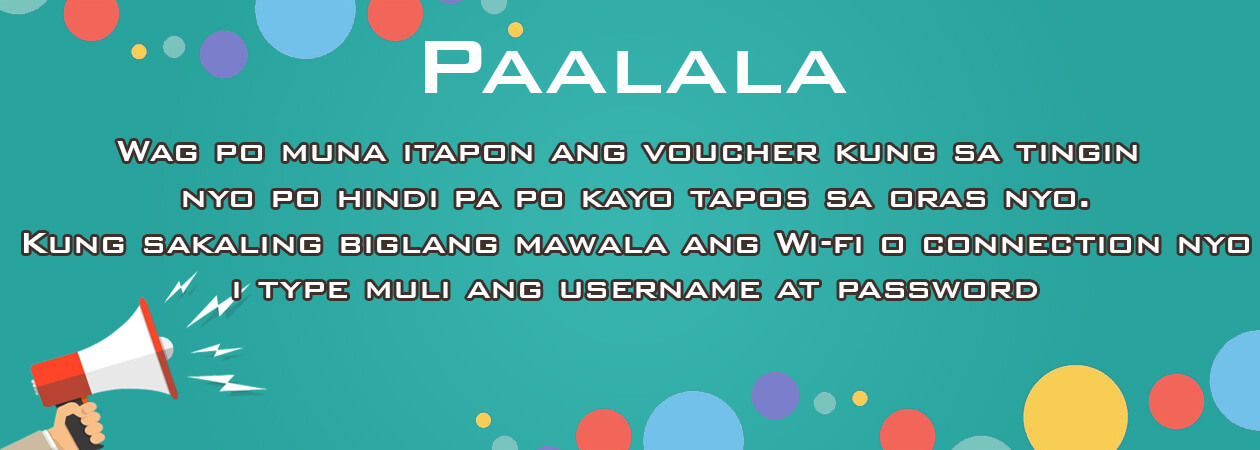 Paalala
Wag po muna itapon ang voucher kung sa tingin
nyo po hindi pa po kayo tapos sa oras nyo.
Kung sakaling biglang mawala ang Wi-fi o connection nyo
i type muli ang username at password